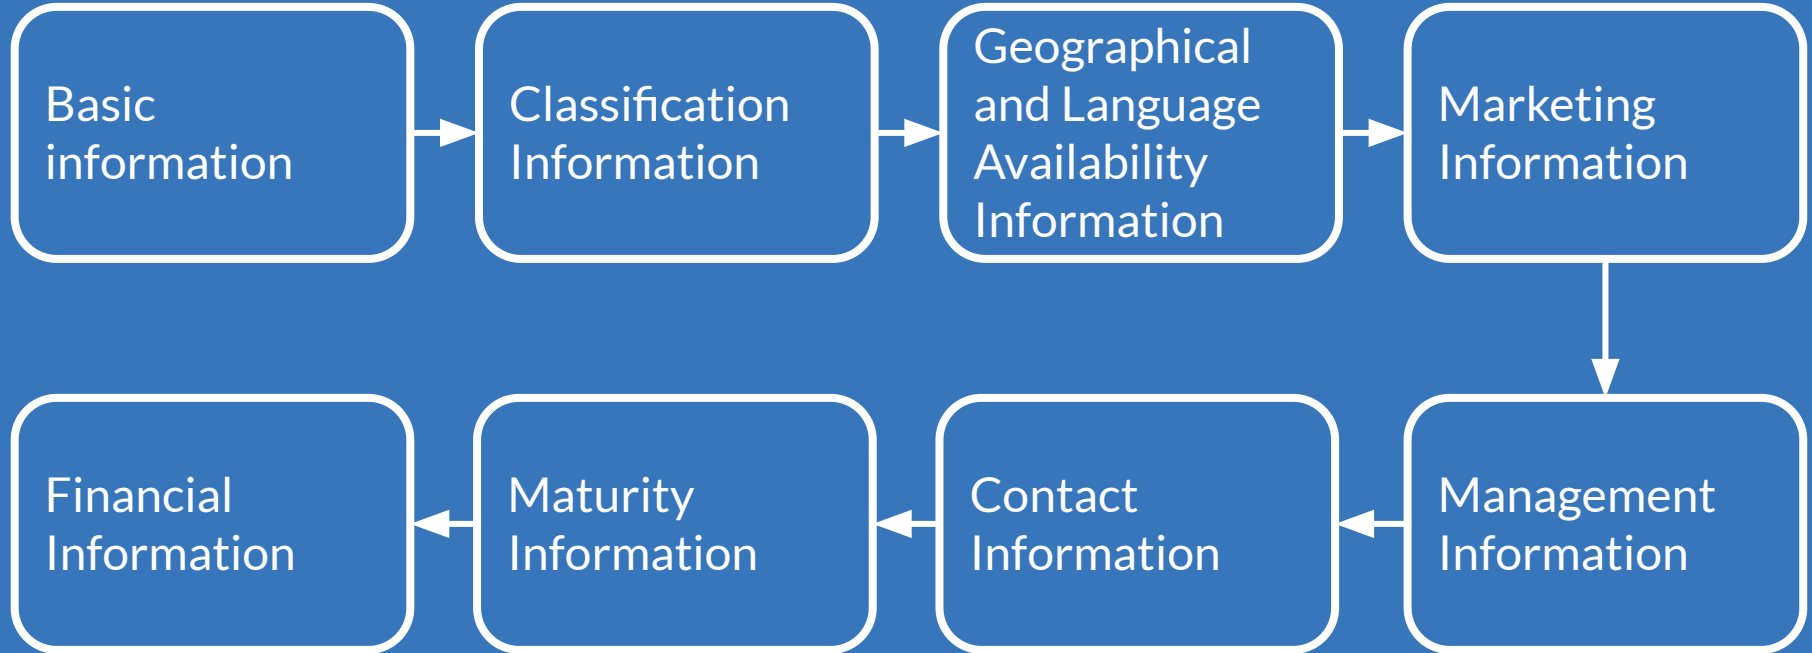 Basic
information
Classification
Information
Geographical
and Language
Availability
Information
Marketing
Information
Management
Information
Contact
Information
Maturity
Information
Financial
Information